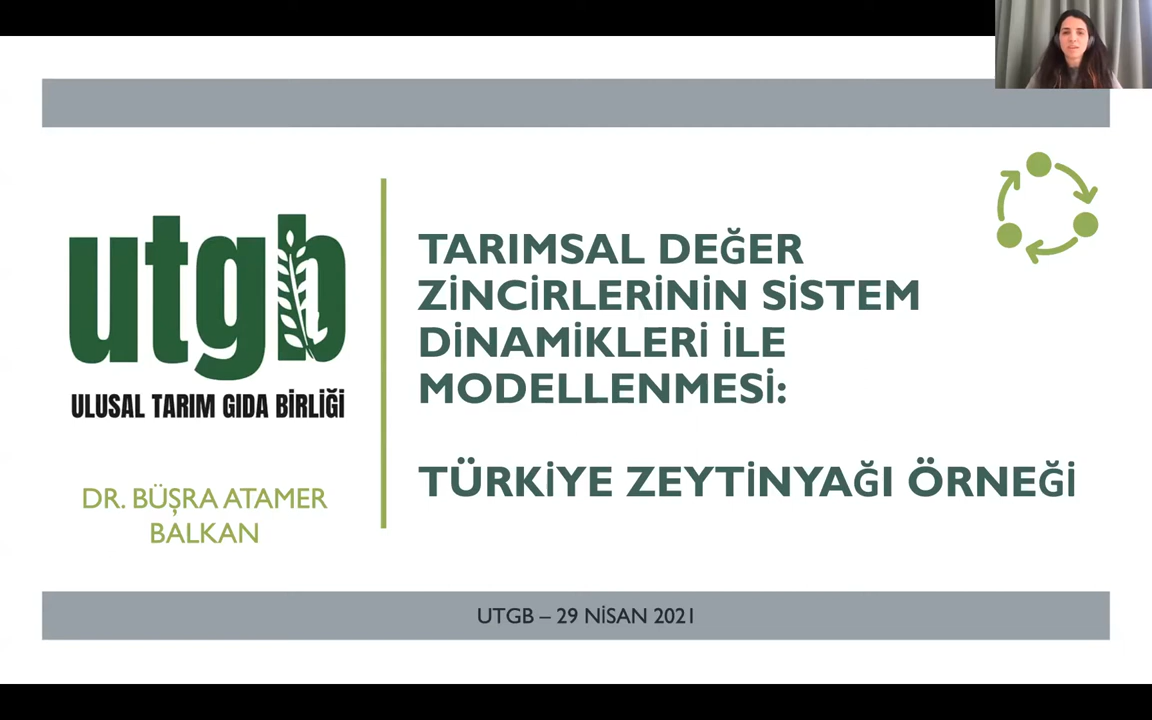 utgb
ULUSAL TARIM GIDA BİRLİĞİ
DR. BÜŞRA ATAMER
BALKAN
TARIMSAL DEĞER
ZİNCİRLERİNİN SİSTEM
DİNAMİKLERİ İLE
MODELLENMESİ:
TÜRKİYE ZEYTİNYAĞI ÖRNEĞİ
UTGB – 29 NİSAN 2021